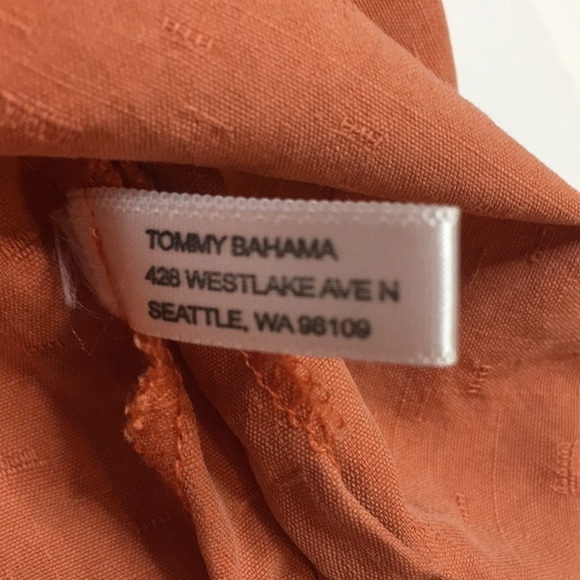 TOMMY BAHAMA
428 WESTLAKE AVE N
SEATTLE, WA 98109